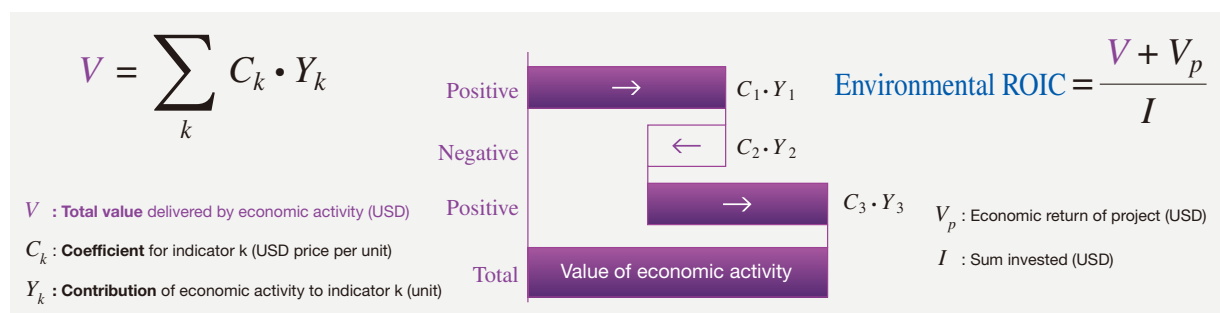 V = ∑ C_k • Y_k
k
V : Total value delivered by economic activity (USD)
C_k : Coefficient for indicator k (USD price per unit)
Y_k : Contribution of economic activity to indicator k (unit)
Positive → C_1 • Y_1
Negative ← C_2 • Y_2
Positive → C_3 • Y_3
Total Value of economic activity
Environmental ROIC = (V + V_p) / I
V_p : Economic return of project (USD)
I : Sum invested (USD)